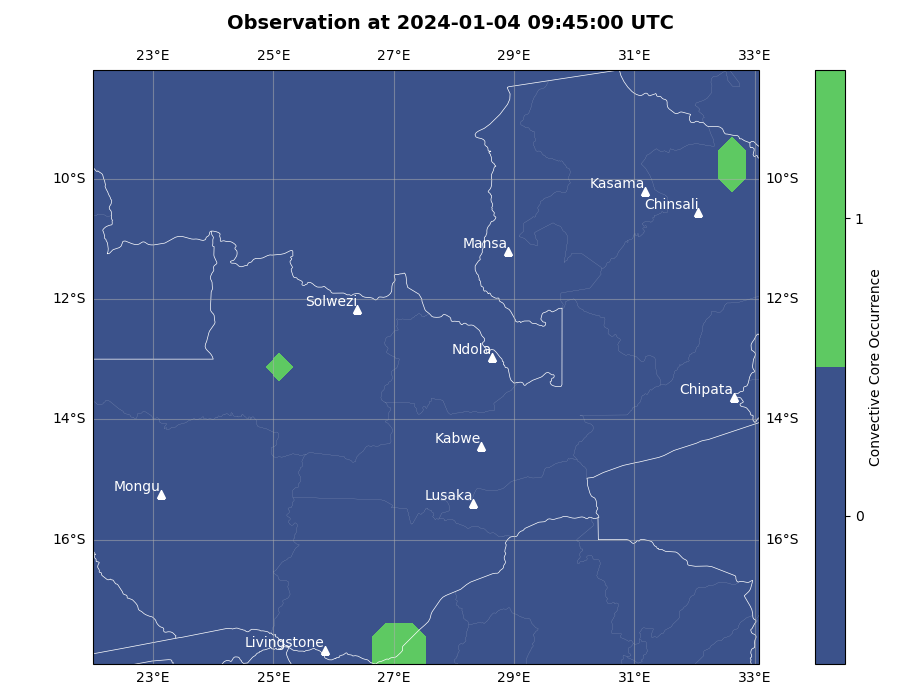 Observation at 2024-01-04 09:45:00 UTC
23°E 25°E 27°E 29°E 31°E 33°E
10°S 10°S
Kasama
Chinsali
1
Mansa
12°S 12°S
Solwezi
Ndola
Chipata
14°S 14°S
Kabwe
Mongu
Lusaka
0
16°S 16°S
Livingstone
23°E 25°E 27°E 29°E 31°E 33°E
Convective Core Occurrence